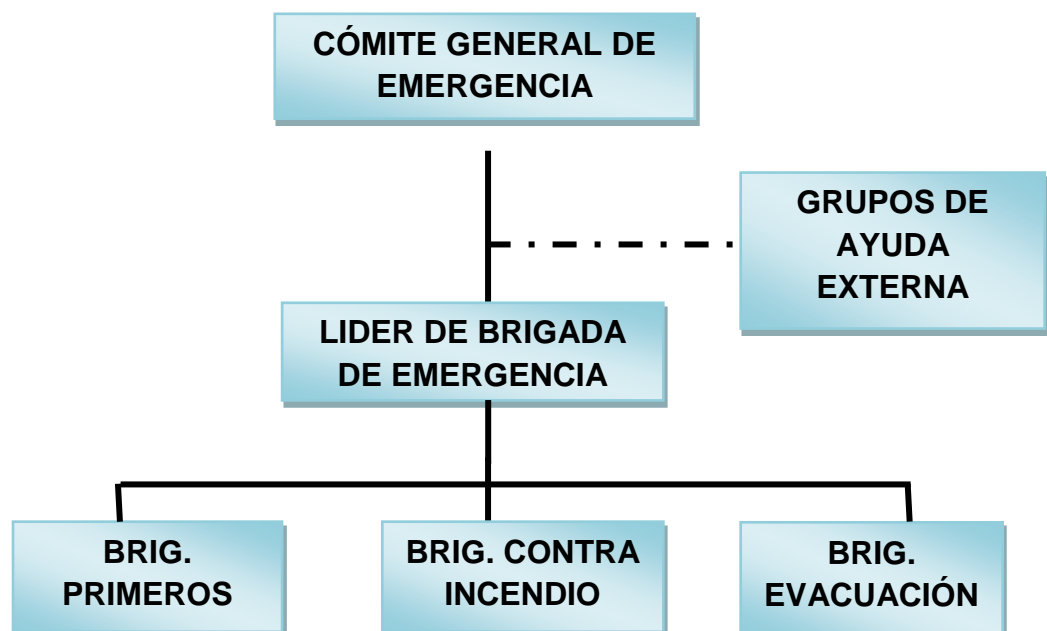 CÓMITE GENERAL DE
EMERGENCIA
GRUPOS DE
AYUDA
EXTERNA
LIDER DE BRIGADA
DE EMERGENCIA
BRIG.
PRIMEROS
BRIG. CONTRA
INCENDIO
BRIG.
EVACUACIÓN